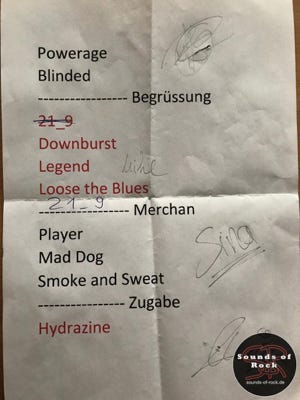 Powerage
Blinded
---------------- Begrüssung
21_9
Downburst
Legend
Loose the Blues
21_9
---------------- Merchan
Player
Mad Dog
Smoke and Sweat
--------------- Zugabe
Hydrazine
Sina
Sounds of
Rock
sounds-of-rock.de